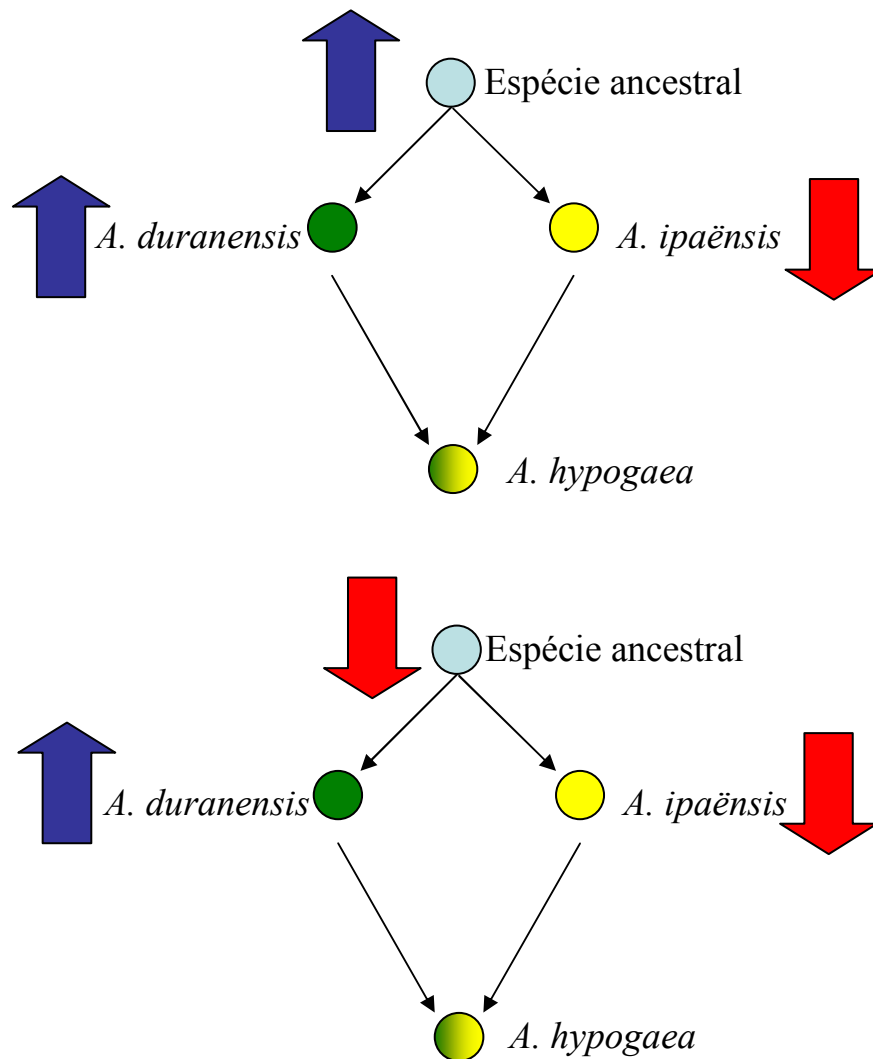 Espécie ancestral
A. duranensis
A. ipaënsis
A. hypogaea
Espécie ancestral
A. duranensis
A. ipaënsis
A. hypogaea